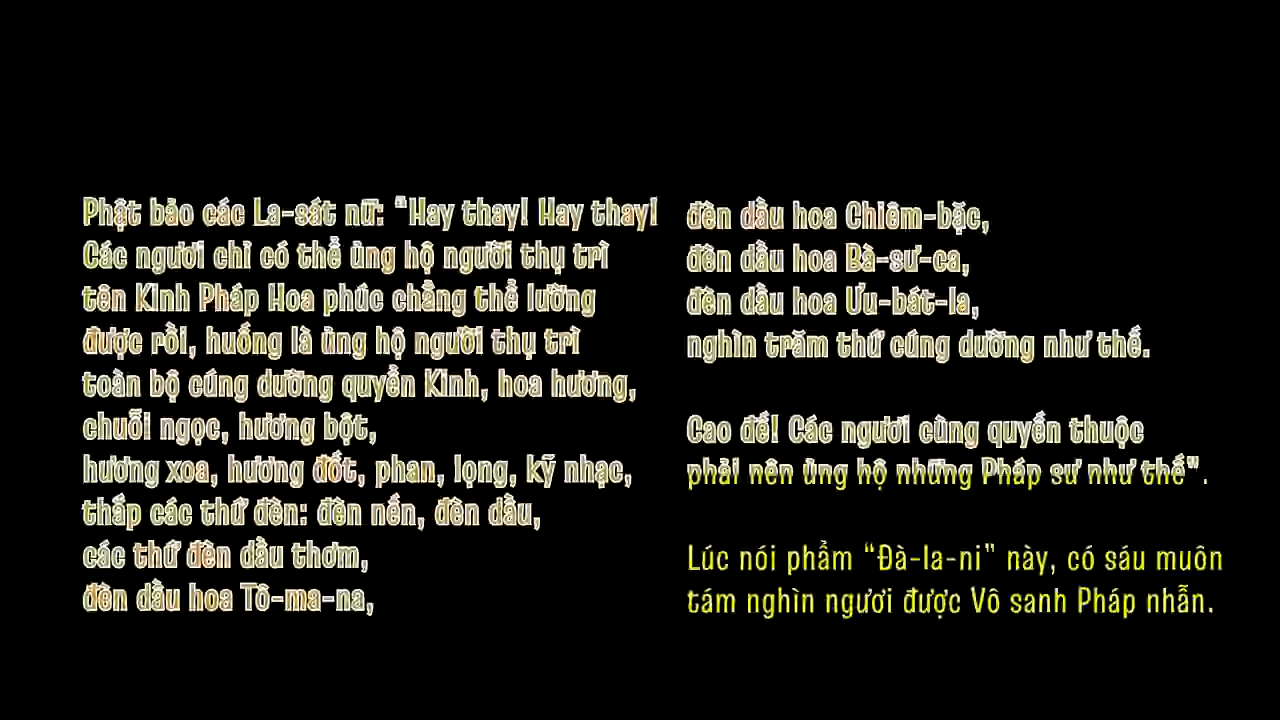 Phật bảo các La-sát nữ: "Hay thay! Hay thay!
Các ngươi chỉ có thể ủng hộ người thụ trì
tên Kinh Pháp Hoa phúc chẳng thể lường
được rồi, huống là ủng hộ người thụ trì
toàn bộ cúng dường quyển Kinh, hoa hương,
chuỗi ngọc, hương bột,
hương xoa, hương đốt, phan, lọng, kỹ nhạc,
thắp các thứ đèn: đèn nến, đèn dầu,
các thứ đèn dầu thơm,
đèn dầu hoa Tô-ma-na,
đèn dầu hoa Chiêm-bặc,
đèn dầu hoa Bà-sư-ca,
đèn dầu hoa Ưu-bát-la,
nghìn trăm thứ cúng dường như thế.
Cao đế! Các ngươi cùng quyến thuộc
phải nên ủng hộ những Pháp sư như thế".
Lúc nói phẩm "Đà-la-ni" này, có sáu muôn
tám nghìn người được Vô sanh Pháp nhẫn.